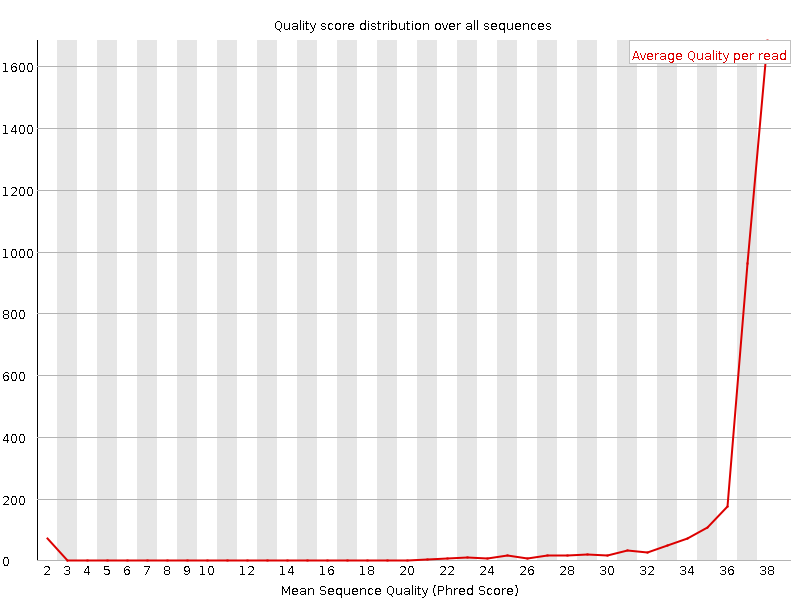 Quality score distribution over all sequences
Average Quality per read
1600
1400
1200
1000
800
600
400
200
0
2 3 4 5 6 7 8 9 10 12 14 16 18 20 22 24 26 28 30 32 34 36 38
Mean Sequence Quality (Phred Score)